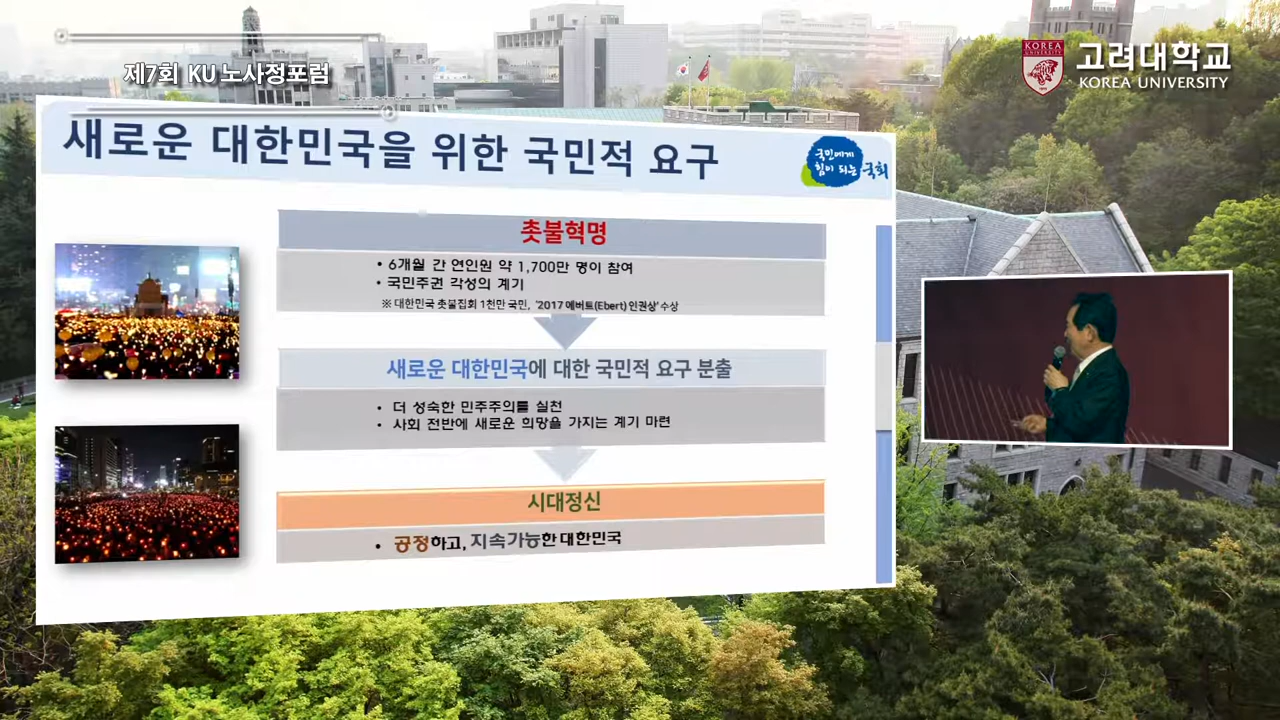 제7회 KU 노사정포럼
KOREA
UNIVERSITY
고려대학교
KOREA UNIVERSITY
새로운 대한민국을 위한 국민적 요구
국민에게
힘이 되는 국회
촛불혁명
• 6개월 간 연인원 약 1,700만 명이 참여
• 국민주권 각성의 계기
※ 대한민국 촛불집회 1천만 국민, '2017 에버트(Ebert) 인권상' 수상
새로운 대한민국에 대한 국민적 요구 분출
• 더 성숙한 민주주의를 실천
• 사회 전반에 새로운 희망을 가지는 계기 마련
시대정신
• 공정하고, 지속가능한 대한민국